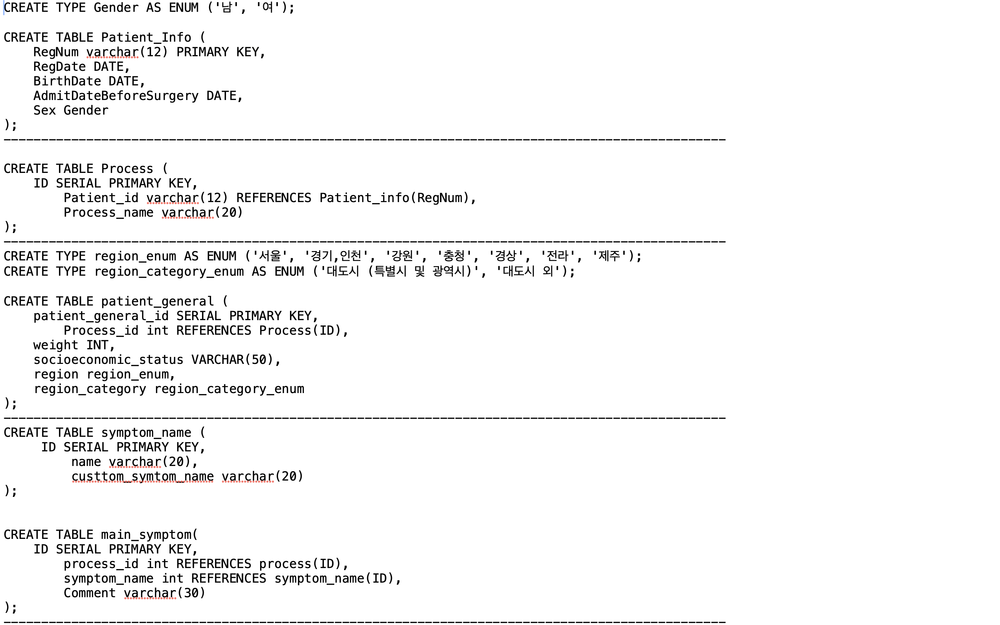 CREATE TYPE Gender AS ENUM ('남', '여');
CREATE TABLE Patient_Info (
    RegNum varchar(12) PRIMARY KEY,
    RegDate DATE,
    BirthDate DATE,
    AdmitDateBeforeSurgery DATE,
    Sex Gender
);
------------------------------------------------------------------------------------------------
CREATE TABLE Process (
    ID SERIAL PRIMARY KEY,
        Patient_id varchar(12) REFERENCES Patient_info(RegNum),
        Process_name varchar(20)
);
------------------------------------------------------------------------------------------------
CREATE TYPE region_enum AS ENUM ('서울', '경기,인천', '강원', '충청', '경상', '전라', '제주');
CREATE TYPE region_category_enum AS ENUM ('대도시 (특별시 및 광역시)', '대도시 외');
CREATE TABLE patient_general (
    patient_general_id SERIAL PRIMARY KEY,
        Process_id int REFERENCES Process(ID),
    weight INT,
    socioeconomic_status VARCHAR(50),
    region region_enum,
    region_category region_category_enum
);
------------------------------------------------------------------------------------------------
CREATE TABLE symptom_name (
     ID SERIAL PRIMARY KEY,
         name varchar(20),
         custtom_symtom_name varchar(20)
);
CREATE TABLE main_symptom(
    ID SERIAL PRIMARY KEY,
        process_id int REFERENCES process(ID),
        symptom_name int REFERENCES symptom_name(ID),
        Comment varchar(30)
);
------------------------------------------------------------------------------------------------